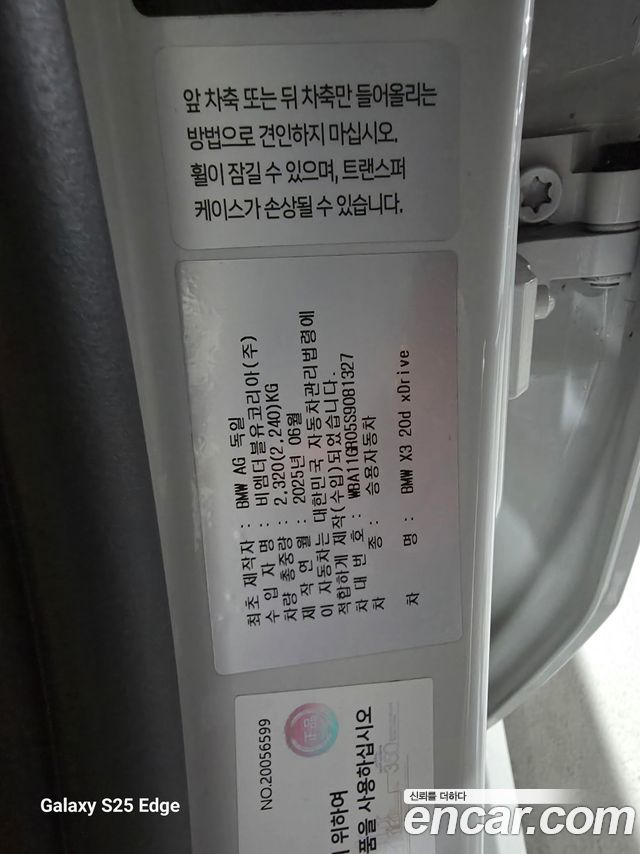 앞 차축 또는 뒤 차축만 들어올리는
방법으로 견인하지 마십시오.
휠이 잠길 수 있으며, 트랜스퍼
케이스가 손상될 수 있습니다.
최초 제작자 : BMW AG 독일
수 입 자 명 : 비엠더블유코리아(주)
차량 총중량 : 2,320(2,240)KG
제 작 연 월 : 2025년 06월
이 자동차는 대한민국 자동차관리법령에
적합하게 제작(수입)되었습니다.
차 대 번 호 : WBA11GR05S9081327
차 종 : 승용자동차
차 명 : BMW X3 20d xDrive
NO.20056599
正品
위하여
품을 사용하십시오
Galaxy S25 Edge
신뢰를 더하다
encar.com